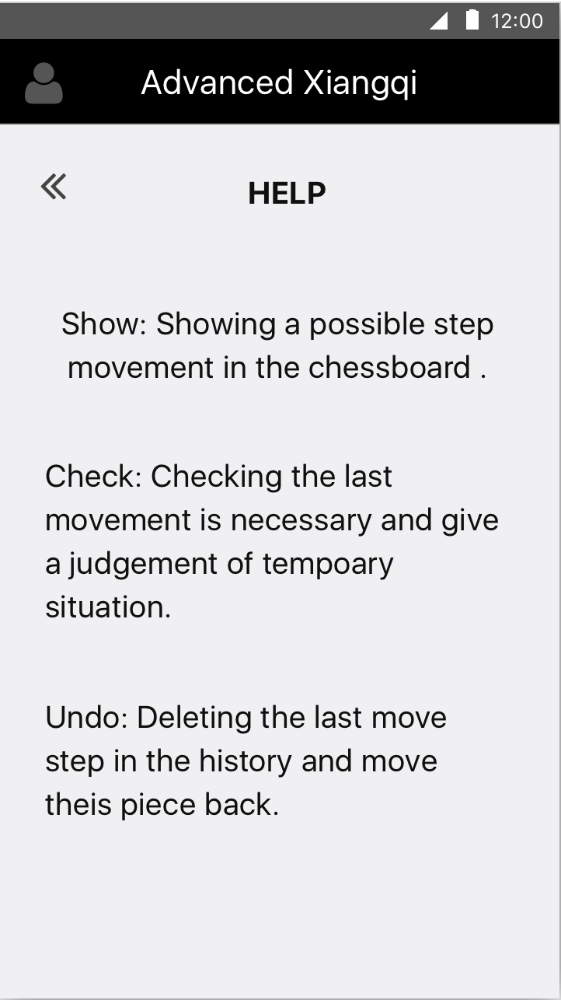 12:00
Advanced Xiangqi
HELP
Show: Showing a possible step
movement in the chessboard .
Check: Checking the last
movement is necessary and give
a judgement of tempoary
situation.
Undo: Deleting the last move
step in the history and move
theis piece back.